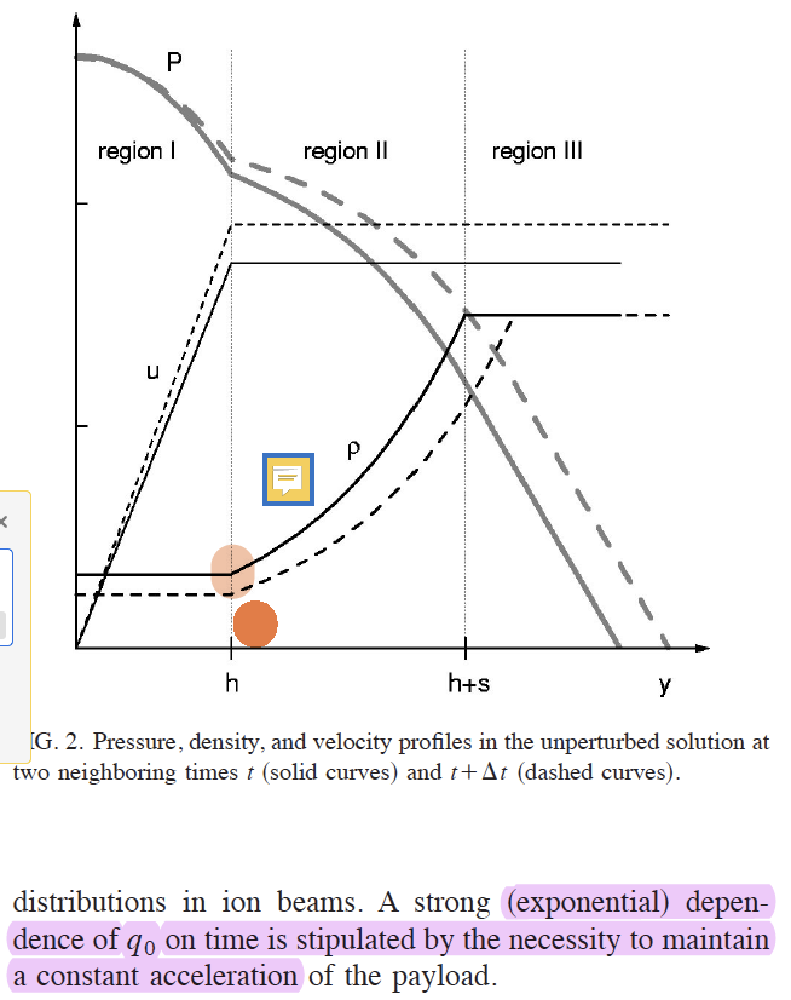 P
region I
region II
region III
u
ρ
×
h
h+s
y
IG. 2. Pressure, density, and velocity profiles in the unperturbed solution at
two neighboring times t (solid curves) and t+Δt (dashed curves).
distributions in ion beams. A strong (exponential) depen-
dence of q₀ on time is stipulated by the necessity to maintain
a constant acceleration of the payload.